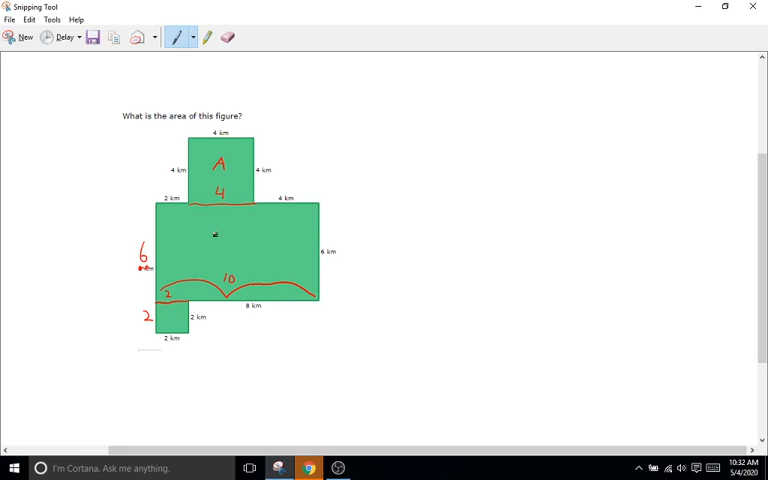 Snipping Tool
File Edit Tools Help
New Delay
What is the area of this figure?
4 km
4 km A 4 km
4
2 km 4 km
6
6 km
10
2
8 km
2 2 km
2 km
I'm Cortana. Ask me anything.
10:32 AM
5/4/2020